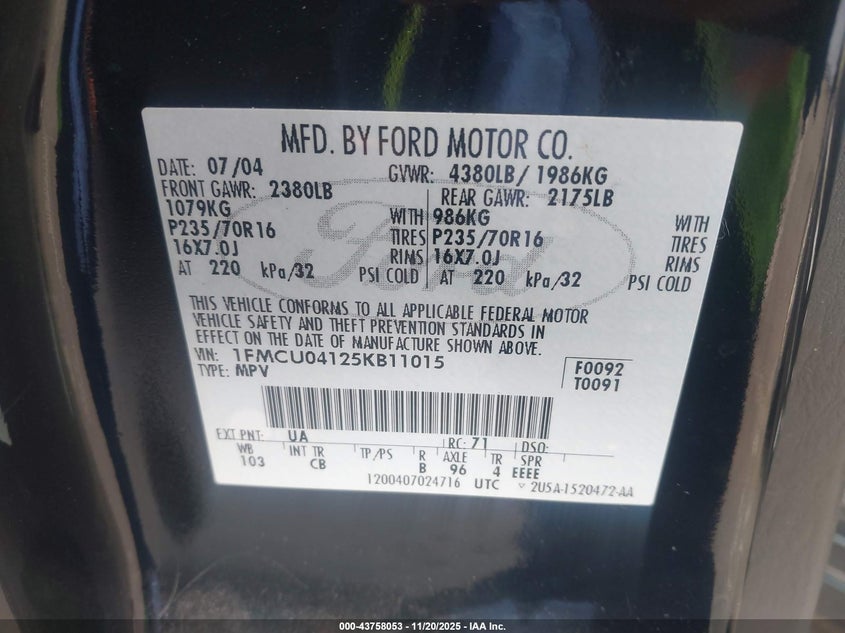 MFD. BY FORD MOTOR CO.
DATE: 07/04 GVWR: 4380LB/ 1986KG
FRONT GAWR: 2380LB REAR GAWR: 2175LB
1079KG WITH 986KG WITH
P235/70R16 TIRES P235/70R16 TIRES
16X7.0J RIMS 16X7.0J RIMS
AT 220 kPa/32 PSI COLD AT 220 kPa/32 PSI COLD
THIS VEHICLE CONFORMS TO ALL APPLICABLE FEDERAL MOTOR
VEHICLE SAFETY AND THEFT PREVENTION STANDARDS IN
EFFECT ON THE DATE OF MANUFACTURE SHOWN ABOVE.
VIN: 1FMCU04125KB11015 F0092
TYPE: MPV T0091
EXT PNT: UA RC: 71 DSO:
WB INT TR TP/PS R AXLE TR SPR
103 CB B 96 4 EEEE
1200407024716 UTC ▽ 2U5A-1520472-AA
Ford
000-43758053 - 11/20/2025 - IAA Inc.